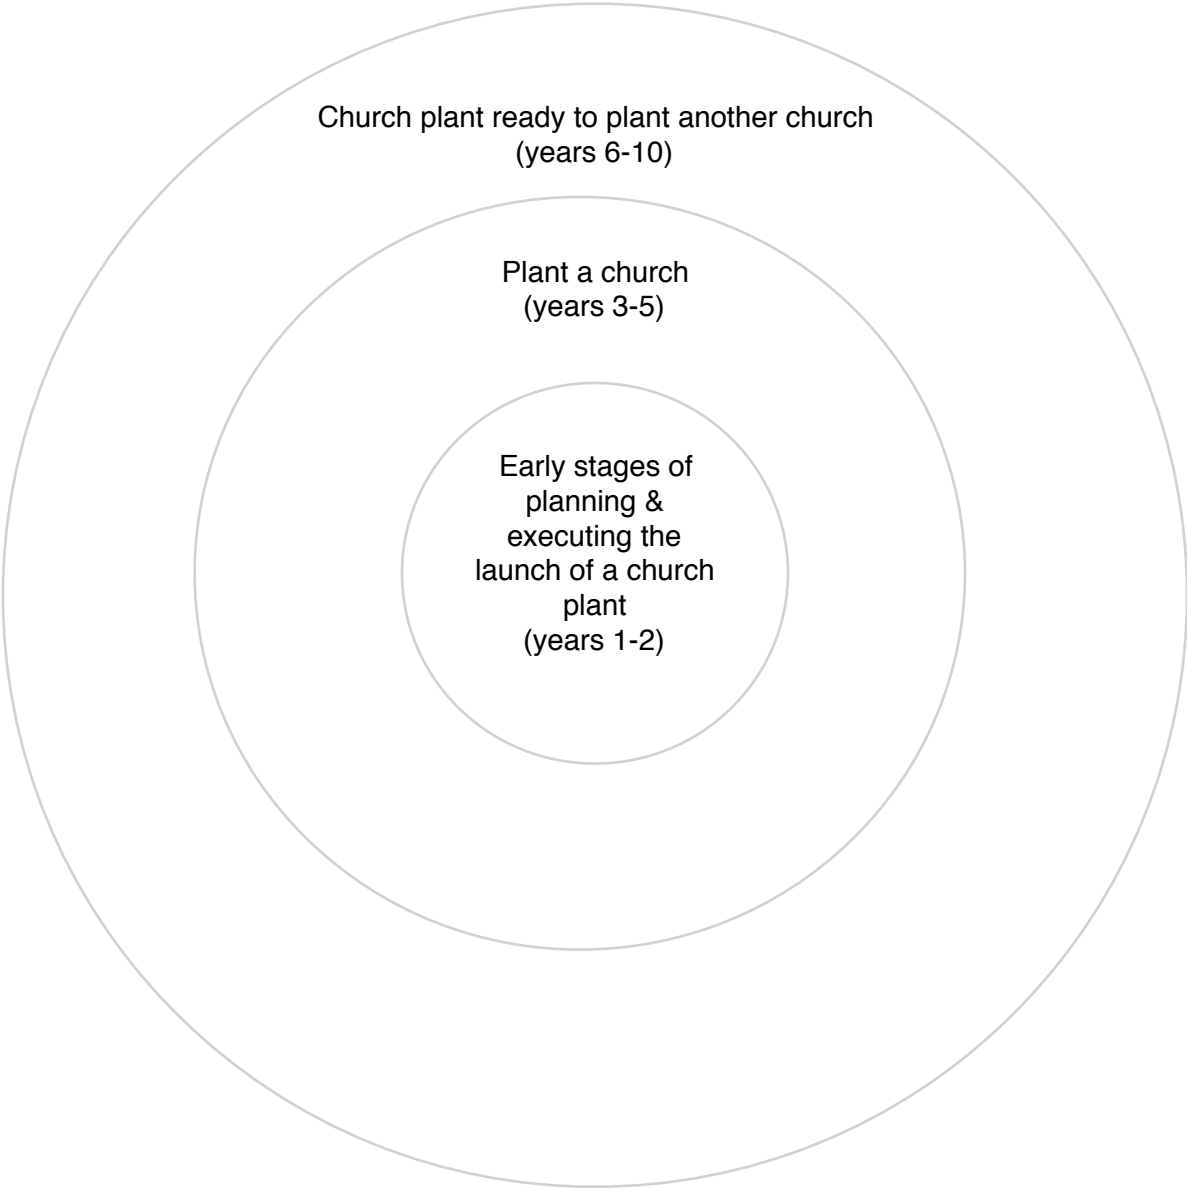 Church plant ready to plant another church
(years 6-10)
Plant a church
(years 3-5)
Early stages of
planning &
executing the
launch of a church
plant
(years 1-2)